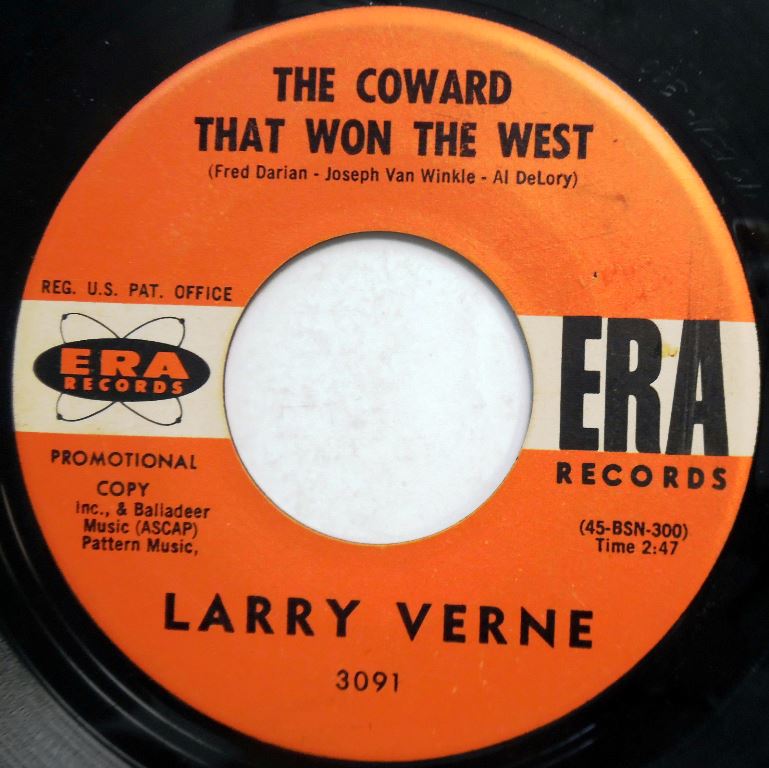 THE COWARD
THAT WON THE WEST
(Fred Darian - Joseph Van Winkle - Al DeLory)
REG. U.S. PAT. OFFICE
ERA
RECORDS
ERA
RECORDS
PROMOTIONAL
COPY
Inc., & Balladeer
Music (ASCAP)
Pattern Music,
(45-BSN-300)
Time 2:47
LARRY VERNE
3091